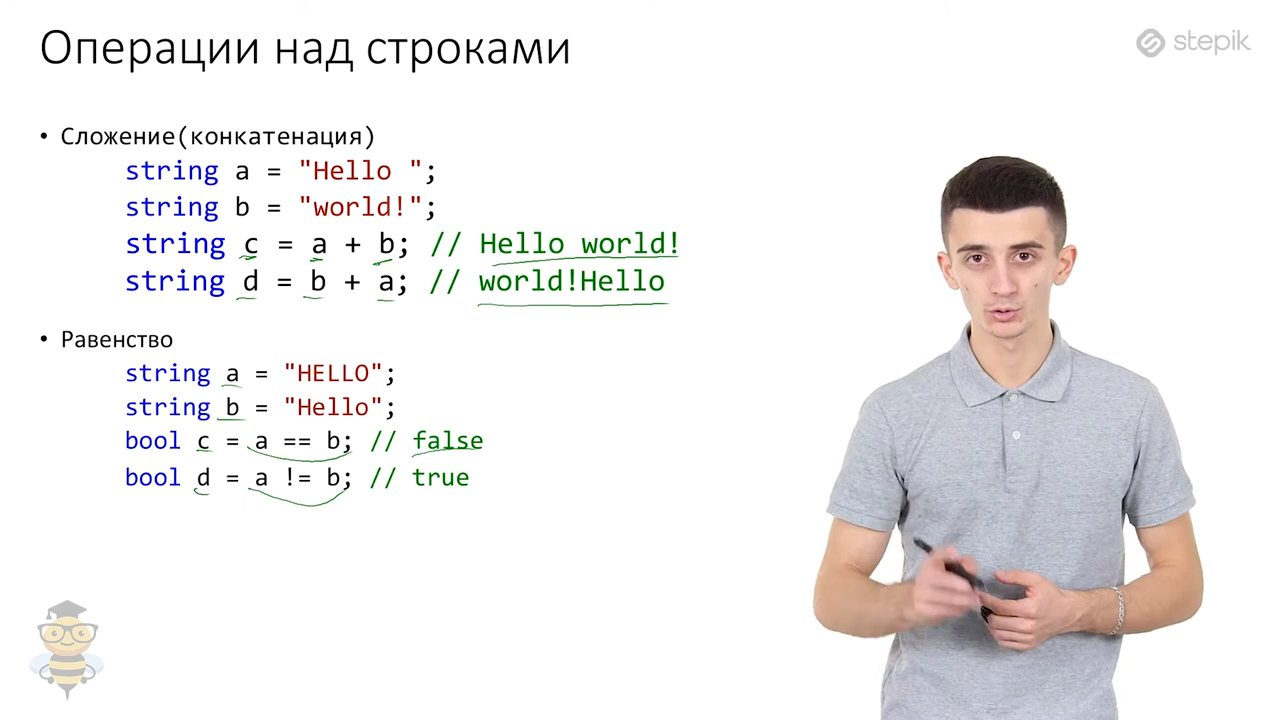 Операции над строками
stepik
• Сложение(конкатенация)
string a = "Hello ";
string b = "world!";
string c = a + b; // Hello world!
string d = b + a; // world!Hello
• Равенство
string a = "HELLO";
string b = "Hello";
bool c = a == b; // false
bool d = a != b; // true